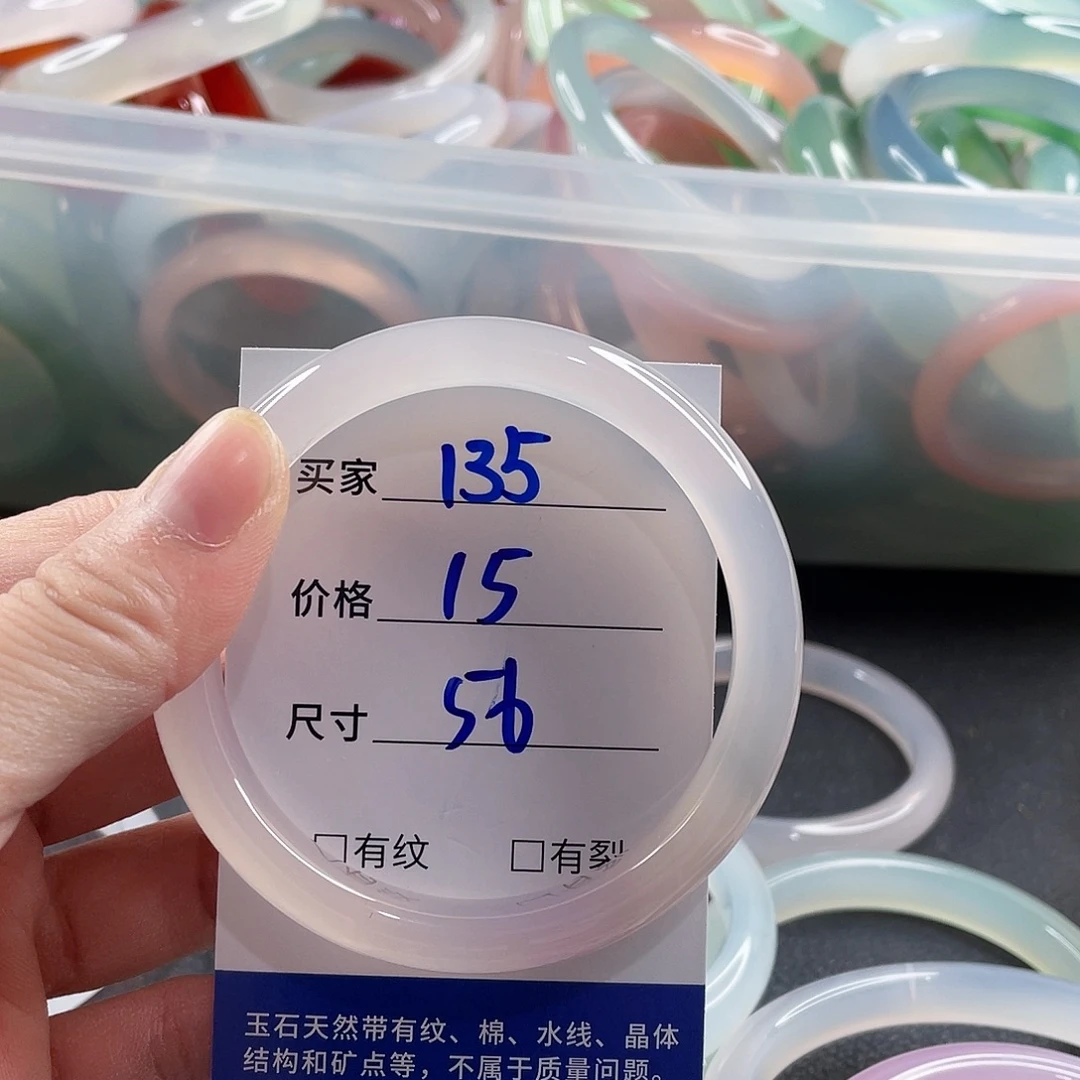 买家 135
价格 15
尺寸 56
□有纹 □有裂
玉石天然带有纹、棉、水线、晶体
结构和矿点等，不属于质量问题。